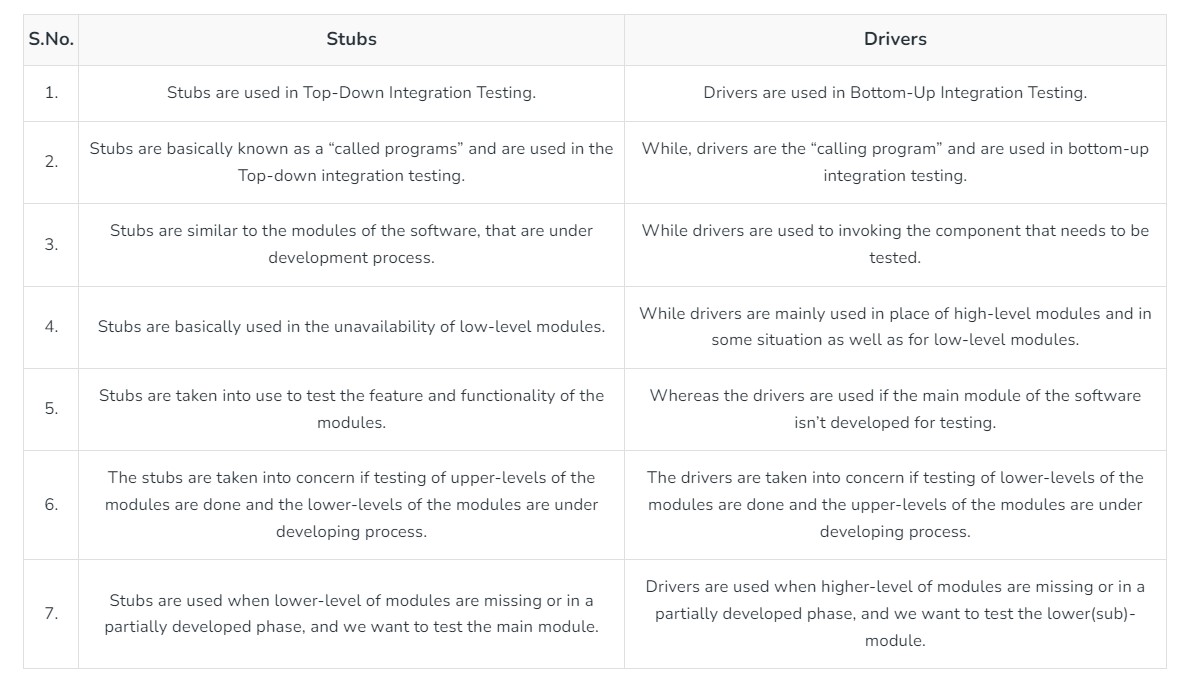 S.No. Stubs Drivers
1. Stubs are used in Top-Down Integration Testing. Drivers are used in Bottom-Up Integration Testing.
2. Stubs are basically known as a “called programs” and are used in the
Top-down integration testing.
While, drivers are the “calling program” and are used in bottom-up
integration testing.
3. Stubs are similar to the modules of the software, that are under
development process.
While drivers are used to invoking the component that needs to be
tested.
4. Stubs are basically used in the unavailability of low-level modules.
While drivers are mainly used in place of high-level modules and in
some situation as well as for low-level modules.
5. Stubs are taken into use to test the feature and functionality of the
modules.
Whereas the drivers are used if the main module of the software
isn’t developed for testing.
6. The stubs are taken into concern if testing of upper-levels of the
modules are done and the lower-levels of the modules are under
developing process.
The drivers are taken into concern if testing of lower-levels of the
modules are done and the upper-levels of the modules are under
developing process.
7. Stubs are used when lower-level of modules are missing or in a
partially developed phase, and we want to test the main module.
Drivers are used when higher-level of modules are missing or in a
partially developed phase, and we want to test the lower(sub)-
module.